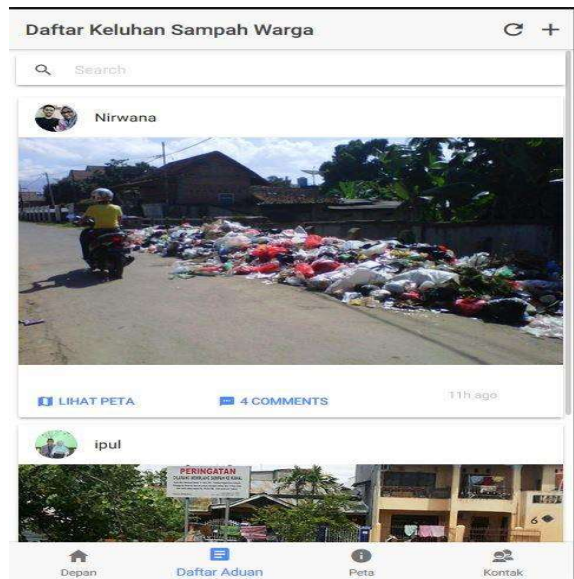 Daftar Keluhan Sampah Warga
Search
Nirwana
LIHAT PETA
4 COMMENTS
11h ago
ipul
PERINGATAN
6
Depan
Daftar Aduan
Peta
Kontak